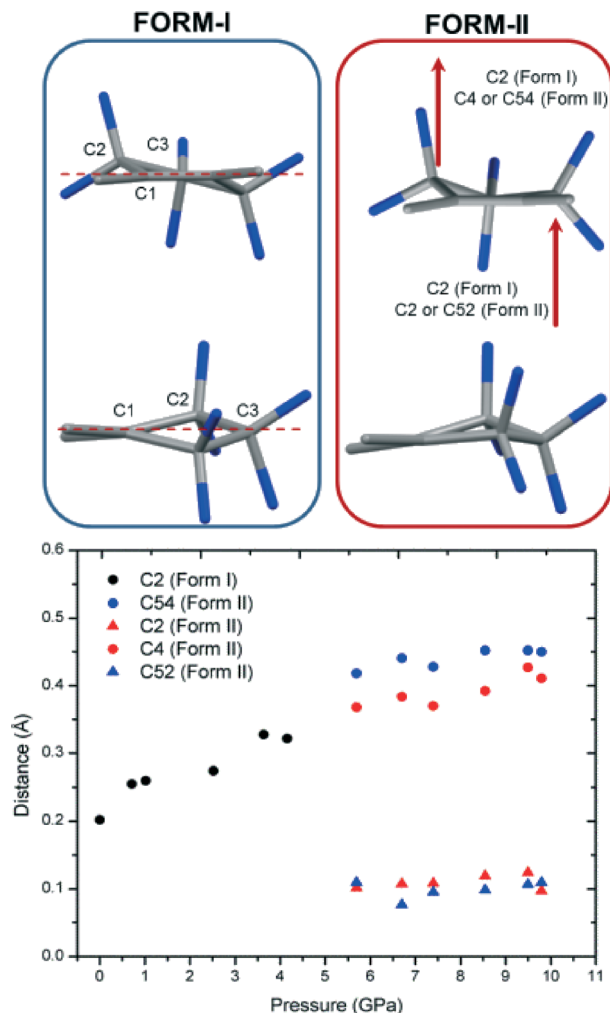 FORM-I
FORM-II
C2
C3
C1
C2 (Form I)
C4 or C54 (Form II)
C2 (Form I)
C2 or C52 (Form II)
C1
C2
C3
0.6
0.5
0.4
0.3
0.2
0.1
0.0
Distance (Å)
C2 (Form I)
C54 (Form II)
C2 (Form II)
C4 (Form II)
C52 (Form II)
0 1 2 3 4 5 6 7 8 9 10 11
Pressure (GPa)